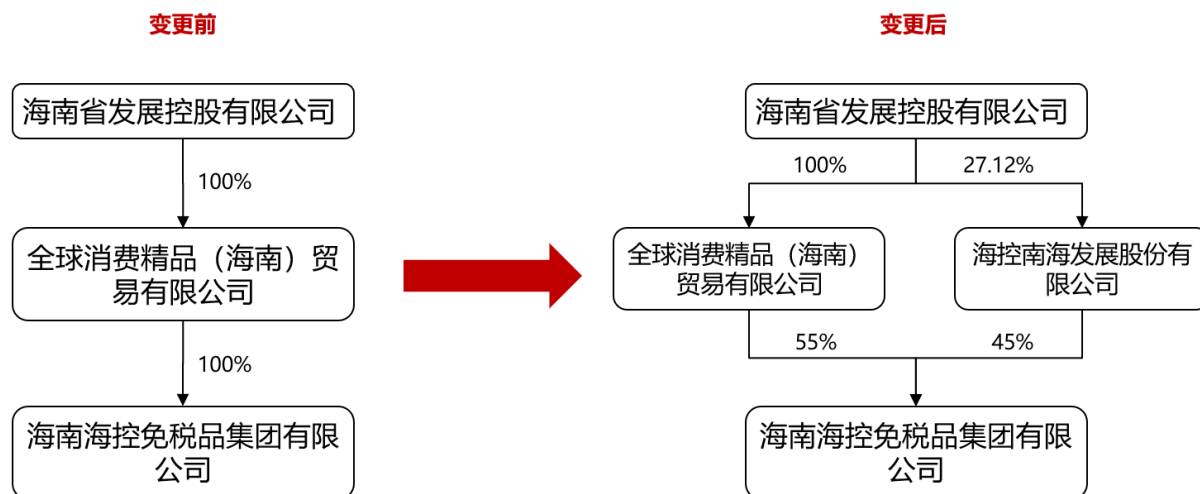 变更前
海南省发展控股有限公司
100%
全球消费精品（海南）贸
易有限公司
100%
海南海控免税品集团有限
公司
变更后
海南省发展控股有限公司
100%
27.12%
全球消费精品（海南）
贸易有限公司
海控南海发展股份有
限公司
55%
45%
海南海控免税品集团有限
公司